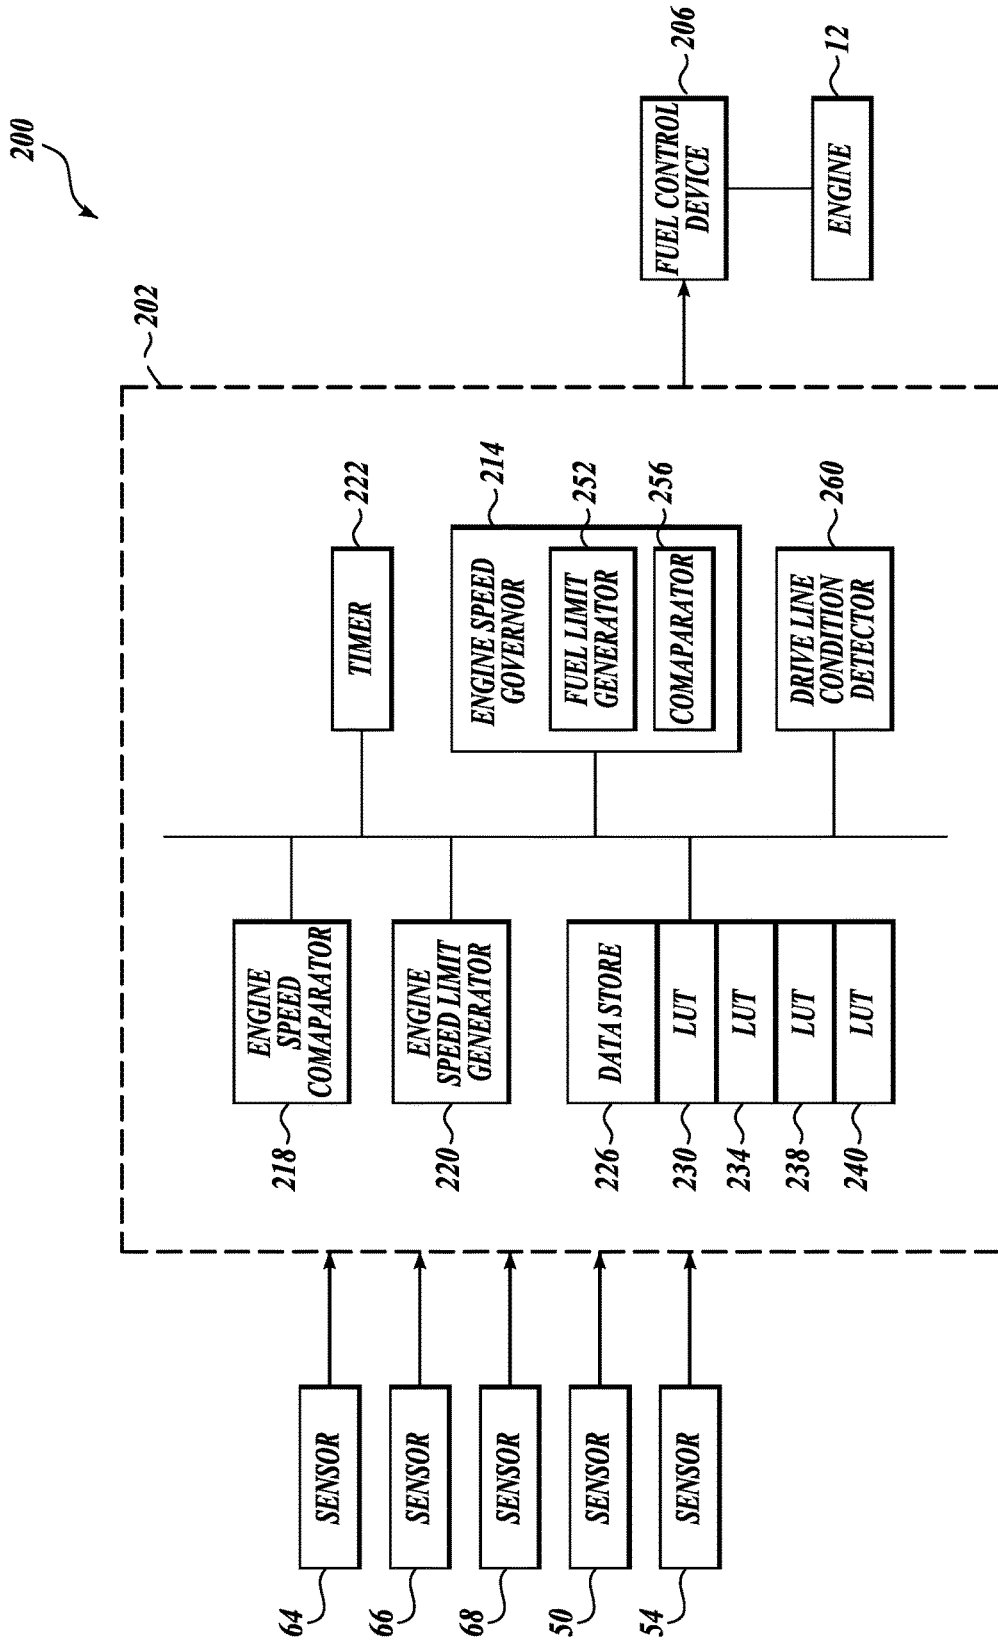 200
202
64
SENSOR
66
SENSOR
68
SENSOR
50
SENSOR
54
SENSOR
218
ENGINE
SPEED
COMAPARATOR
220
ENGINE
SPEED LIMIT
GENERATOR
226
DATA STORE
230
LUT
234
LUT
238
LUT
240
LUT
TIMER
222
ENGINE SPEED
GOVERNOR
214
FUEL LIMIT
GENERATOR
252
COMAPARATOR
256
DRIVE LINE
CONDITION
DETECTOR
260
FUEL CONTROL
DEVICE
206
ENGINE
12